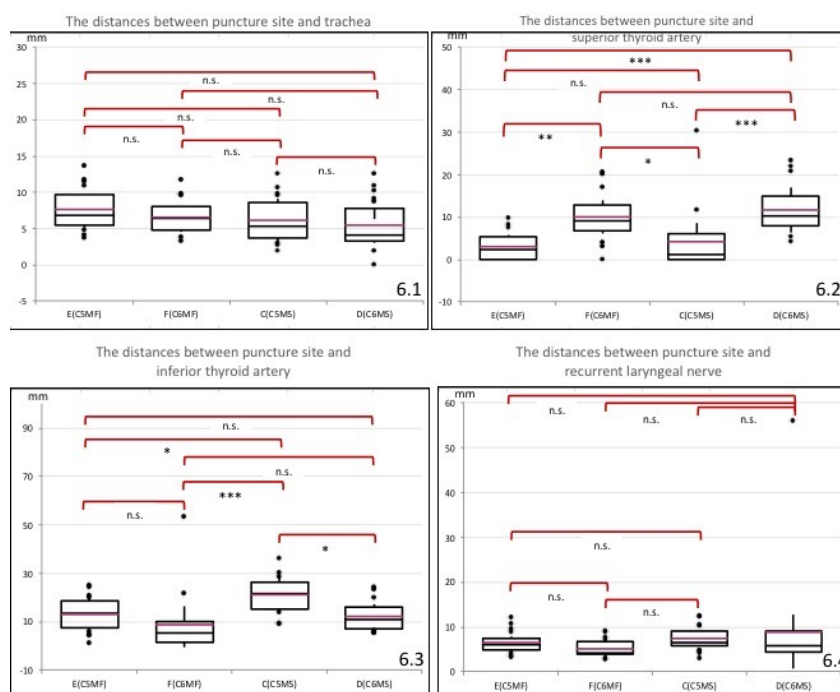 The distances between puncture site and trachea
mm
30
25
20
15
10
5
0
-5
n.s.
n.s.
n.s.
n.s.
n.s.
n.s.
E(C5MF)
F(C6MF)
C(C5MS)
D(C6MS)
6.1
The distances between puncture site and
superior thyroid artery
mm
50
40
30
20
10
0
-10
***
n.s.
n.s.
***
**
*
E(C5MF)
F(C6MF)
C(C5MS)
D(C6MS)
6.2
The distances between puncture site and
inferior thyroid artery
mm
90
70
50
30
10
-10
n.s.
*
n.s.
***
n.s.
*
E(C5MF)
F(C6MF)
C(C5MS)
D(C6MS)
6.3
The distances between puncture site and
recurrent laryngeal nerve
mm
60
50
40
30
20
10
0
n.s.
n.s.
n.s.
n.s.
n.s.
n.s.
E(C5MF)
F(C6MF)
C(C5MS)
D(C6MS)
6.4